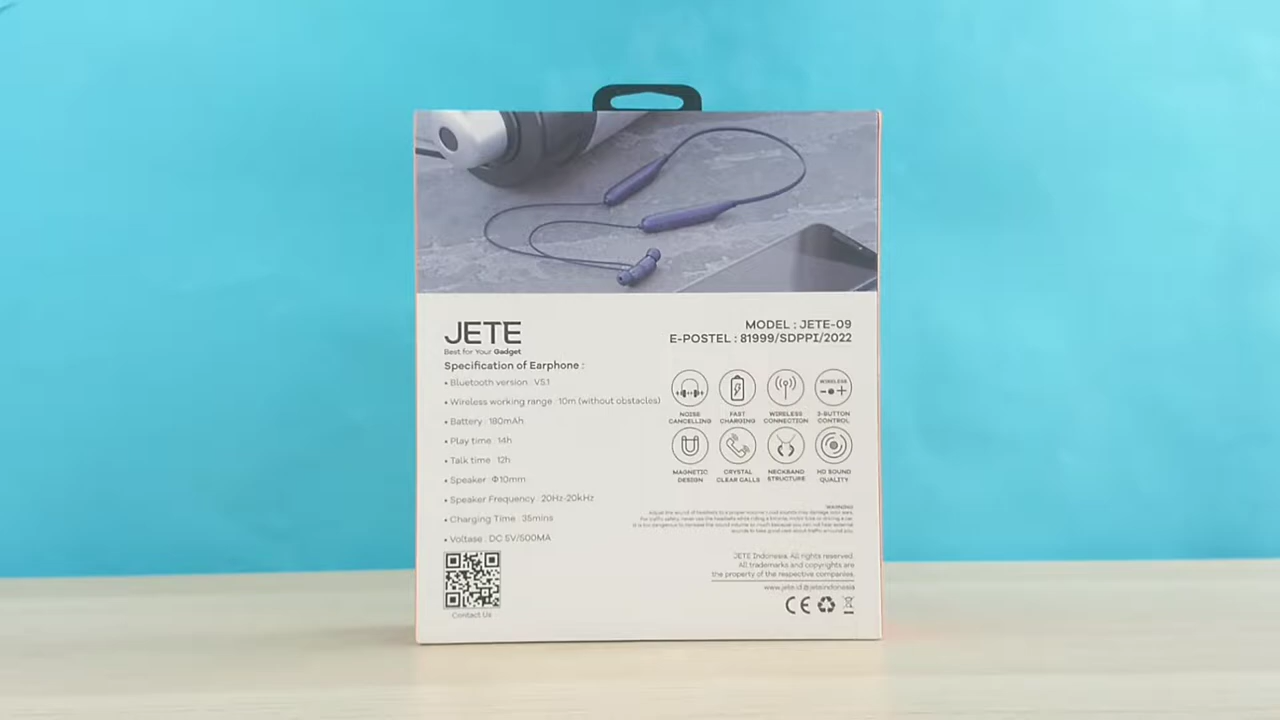 JETE
Best for Your Gadget
Specification of Earphone :
• Bluetooth version : V5.1
• Wireless working range : 10m (without obstacles)
• Battery : 180mAh
• Play time : 14h
• Talk time : 12h
• Speaker : Φ10mm
• Speaker Frequency : 20Hz-20kHz
• Charging Time : 35mins
• Voltase : DC 5V/500MA
Contact Us
MODEL : JETE-09
E-POSTEL : 81999/SDPPI/2022
WIRELESS
NOISE CANCELLING
FAST CHARGING
WIRELESS CONNECTION
3-BUTTON CONTROL
MAGNETIC DESIGN
CRYSTAL CLEAR CALLS
NECKBAND STRUCTURE
HD SOUND QUALITY
WARNING
JETE Indonesia. All rights reserved.
All trademarks and copyrights are
the property of the respective companies.
www.jete.id @jeteindonesia
CE